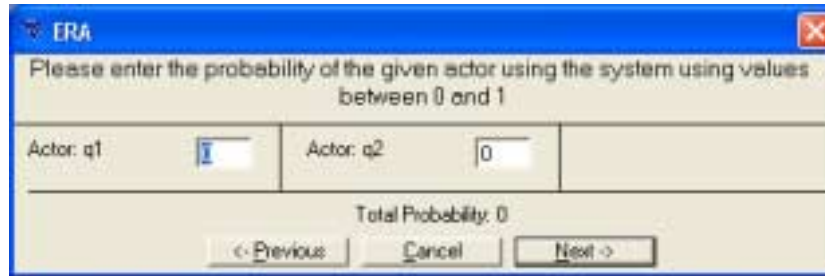 ERA
Please enter the probability of the given actor using the system using values
between 0 and 1
Actor: q1 0 Actor: q2 0
Total Probability: 0
<- Previous Cancel Next ->